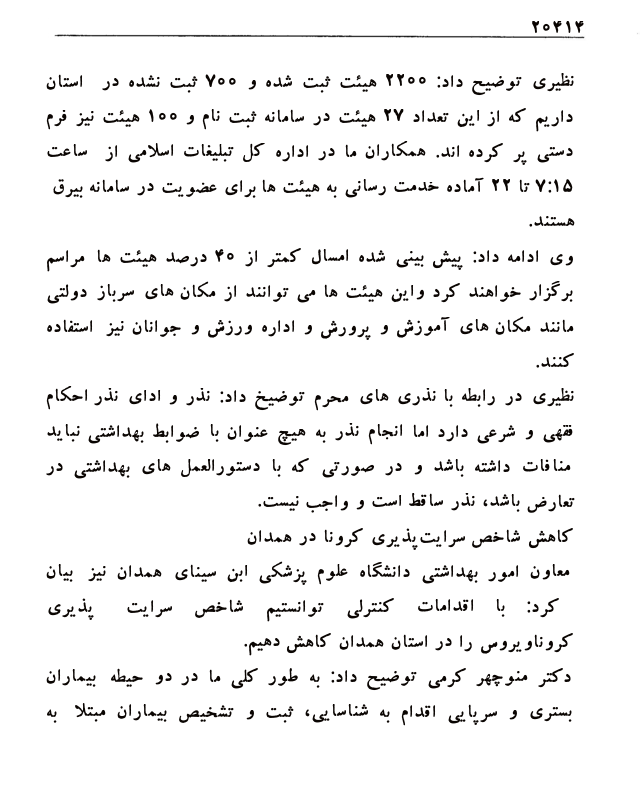 ۲۰۴۱۴
نظیری توضیح داد: ۲۲۰۰ هیئت ثبت شده و ۷۰۰ ثبت نشده در استان
داریم که از این تعداد ۲۷ هیئت در سامانه ثبت نام و ۱۰۰ هیئت نیز فرم
دستی پر کرده اند. همکاران ما در اداره کل تبلیغات اسلامی از ساعت
۷:۱۵ تا ۲۲ آماده خدمت رسانی به هیئت ها برای عضویت در سامانه بیرق
هستند.
وی ادامه داد: پیش بینی شده امسال کمتر از ۴۰ درصد هیئت ها مراسم
برگزار خواهند کرد واین هیئت ها می توانند از مکان های سرباز دولتی
مانند مکان های آموزش و پرورش و اداره ورزش و جوانان نیز استفاده
کنند.
نظیری در رابطه با نذری های محرم توضیخ داد: نذر و ادای نذر احکام
فقهی و شرعی دارد اما انجام نذر به هیچ عنوان با ضوابط بهداشتی نباید
منافات داشته باشد و در صورتی که با دستورالعمل های بهداشتی در
تعارض باشد، نذر ساقط است و واجب نیست.
کاهش شاخص سرایت‌پذیری کرونا در همدان
معاون امور بهداشتی دانشگاه علوم پزشکی ابن سینای همدان نیز بیان
کرد: با اقدامات کنترلی توانستیم شاخص سرایت پذیری
کروناویروس را در استان همدان کاهش دهیم.
دکتر منوچهر کرمی توضیح داد: به طور کلی ما در دو حیطه بیماران
بستری و سرپایی اقدام به شناسایی، ثبت و تشخیص بیماران مبتلا به